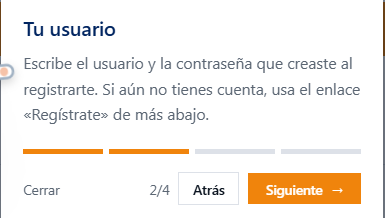 Tu usuario
Escribe el usuario y la contraseña que creaste al
registrarte. Si aún no tienes cuenta, usa el enlace
«Regístrate» de más abajo.
Cerrar 2/4 Atrás Siguiente →